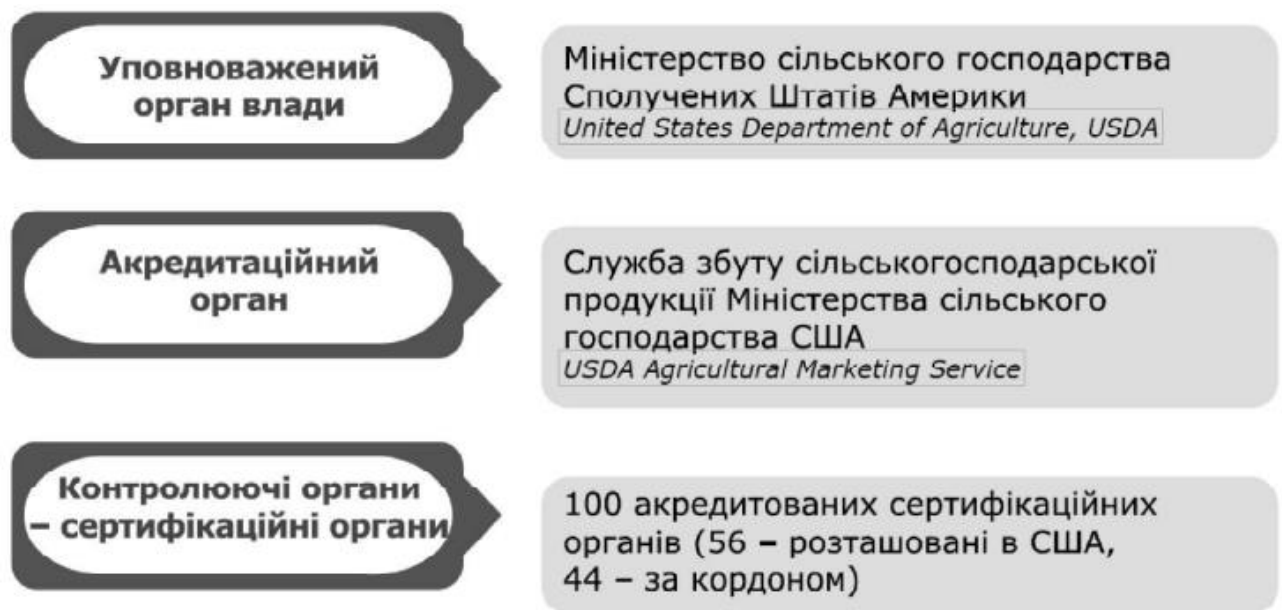 Уповноважений
орган влади
Міністерство сільського господарства
Сполучених Штатів Америки
United States Department of Agriculture, USDA
Акредитаційний
орган
Служба збуту сільськогосподарської
продукції Міністерства сільського
господарства США
USDA Agricultural Marketing Service
Контролюючі органи
– сертифікаційні органи
100 акредитованих сертифікаційних
органів (56 – розташовані в США,
44 – за кордоном)